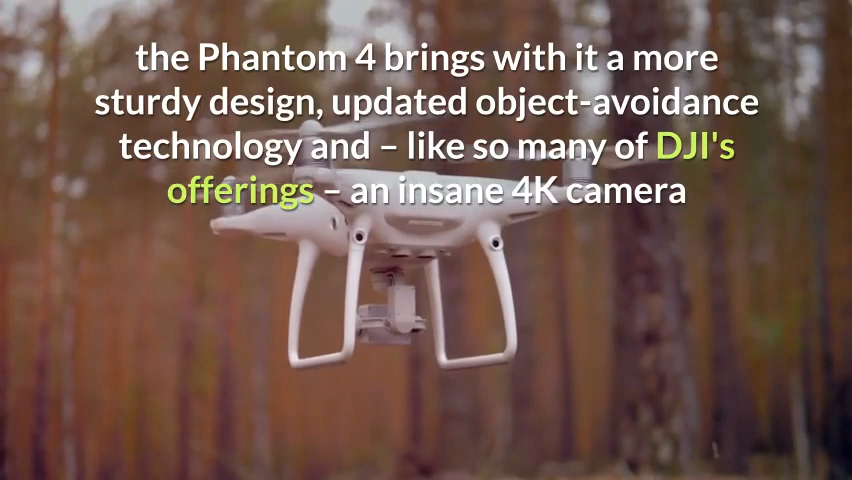 the Phantom 4 brings with it a more
sturdy design, updated object-avoidance
technology and – like so many of DJI's
offerings – an insane 4K camera